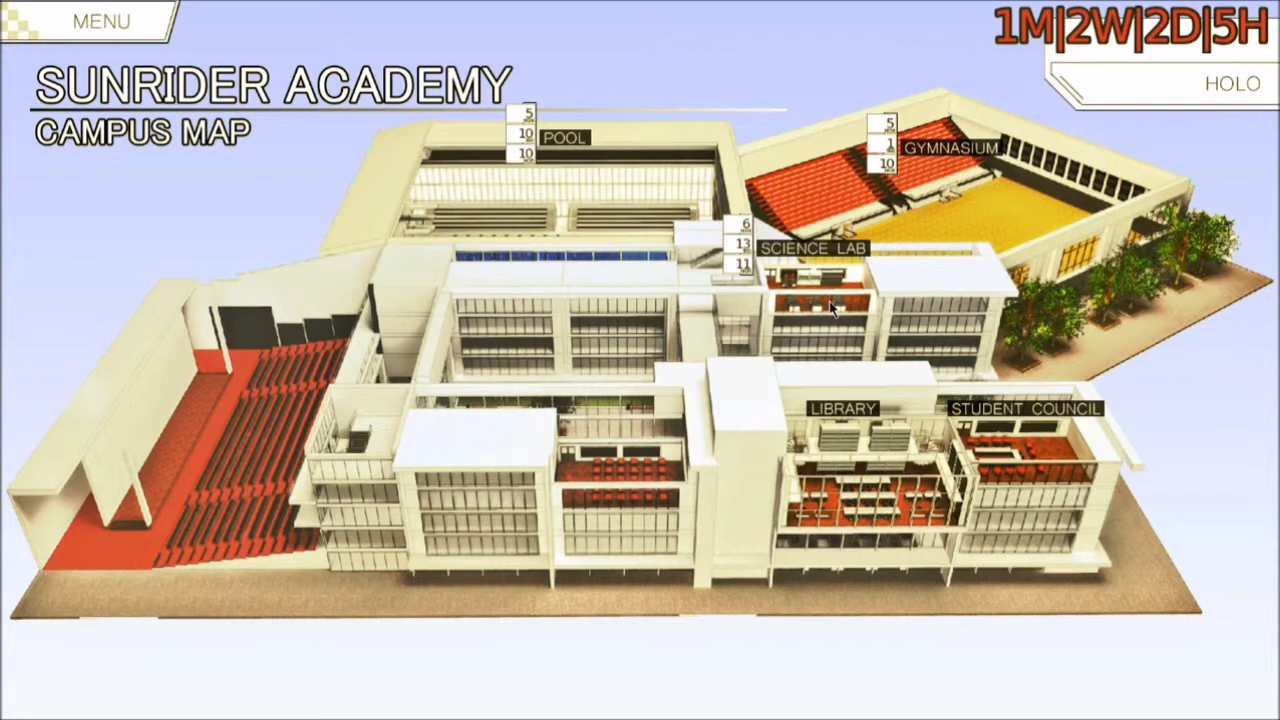 MENU
1M|2W|2D|5H
HOLO
SUNRIDER ACADEMY
CAMPUS MAP
5
10
10
POOL
5
1
10
GYMNASIUM
6
13
11
SCIENCE LAB
LIBRARY
STUDENT COUNCIL